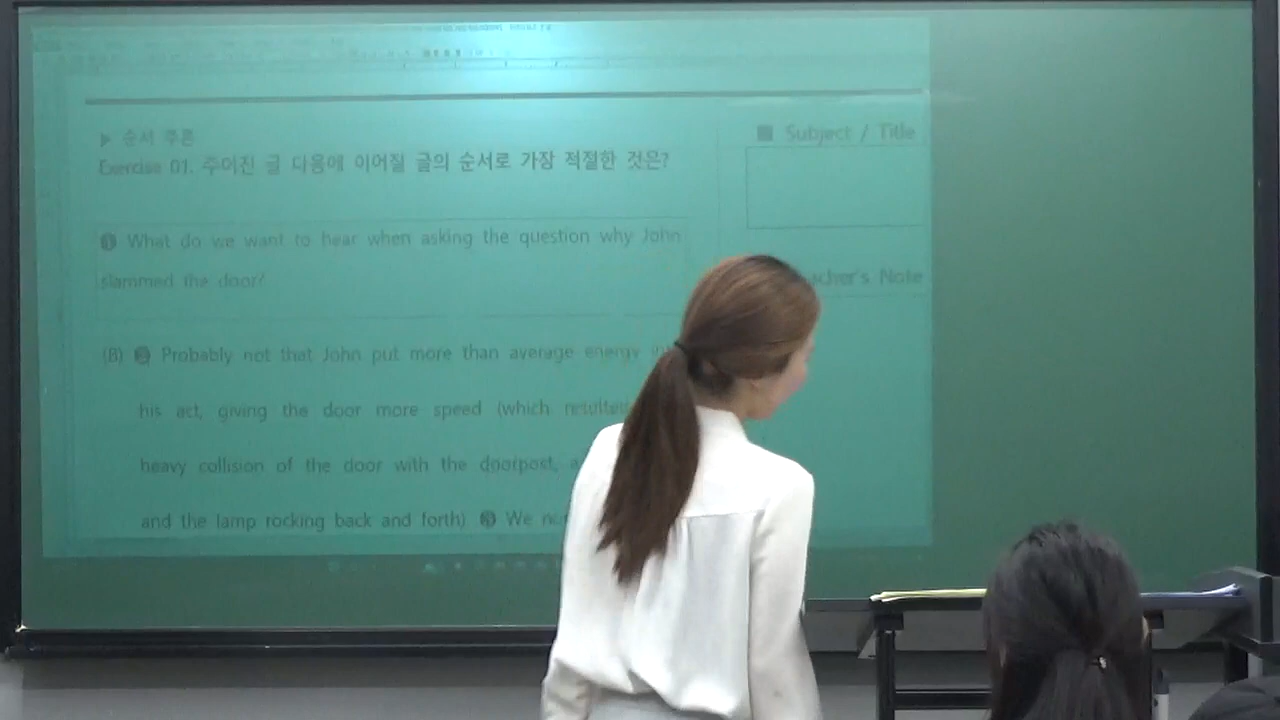 ▶ 순서 추론
Exercise 01. 주어진 글 다음에 이어질 글의 순서로 가장 적절한 것은?
■ Subject / Title
❶ What do we want to hear when asking the question why John
slammed the door?
Note
(B) ❷ Probably not that John put more than average energy
his act, giving the door more speed (which
heavy collision of the door with the doorpost,
and the lamp rocking back and forth) ❸ We